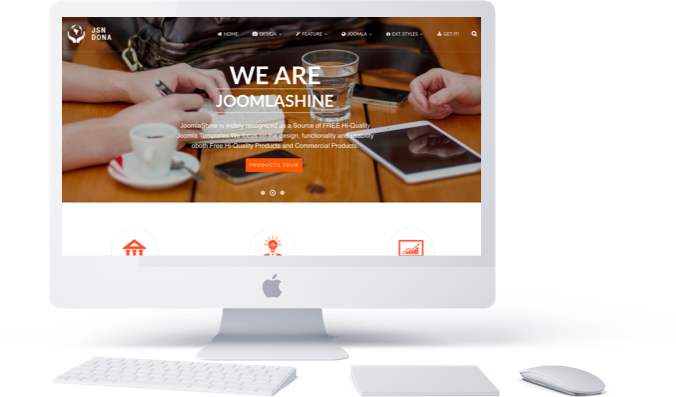 JSN
DONA
HOME DESIGN FEATURE JOOMLA EXT. STYLES GET IT!
WE ARE
JOOMLASHINE
JoomlaShine is widely recognized as a Source of FREE Hi-Quality
Joomla Templates.We focus on the design, functionality and usability
oboth Free Hi-Quality Products and Commercial Products
PRODUCTS TOUR